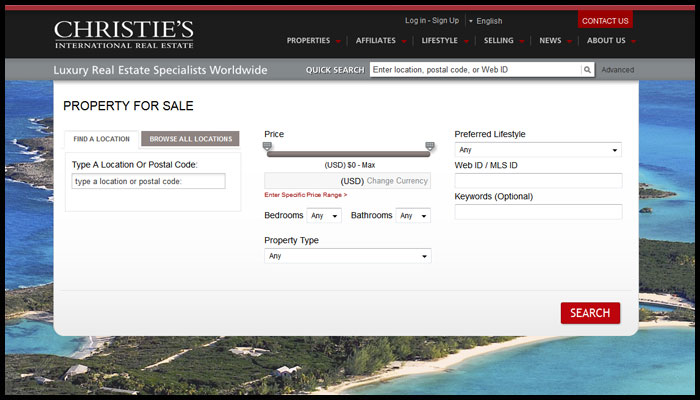 CHRISTIE'S
INTERNATIONAL REAL ESTATE
Log in - Sign Up
English
CONTACT US
PROPERTIES
AFFILIATES
LIFESTYLE
SELLING
NEWS
ABOUT US
Luxury Real Estate Specialists Worldwide
QUICK SEARCH
Enter location, postal code, or Web ID
Advanced
PROPERTY FOR SALE
FIND A LOCATION
BROWSE ALL LOCATIONS
Type A Location Or Postal Code:
type a location or postal code:
Price
(USD) $0 - Max
(USD) Change Currency
Enter Specific Price Range >
Bedrooms Any Bathrooms Any
Property Type
Any
Preferred Lifestyle
Any
Web ID / MLS ID
Keywords (Optional)
SEARCH